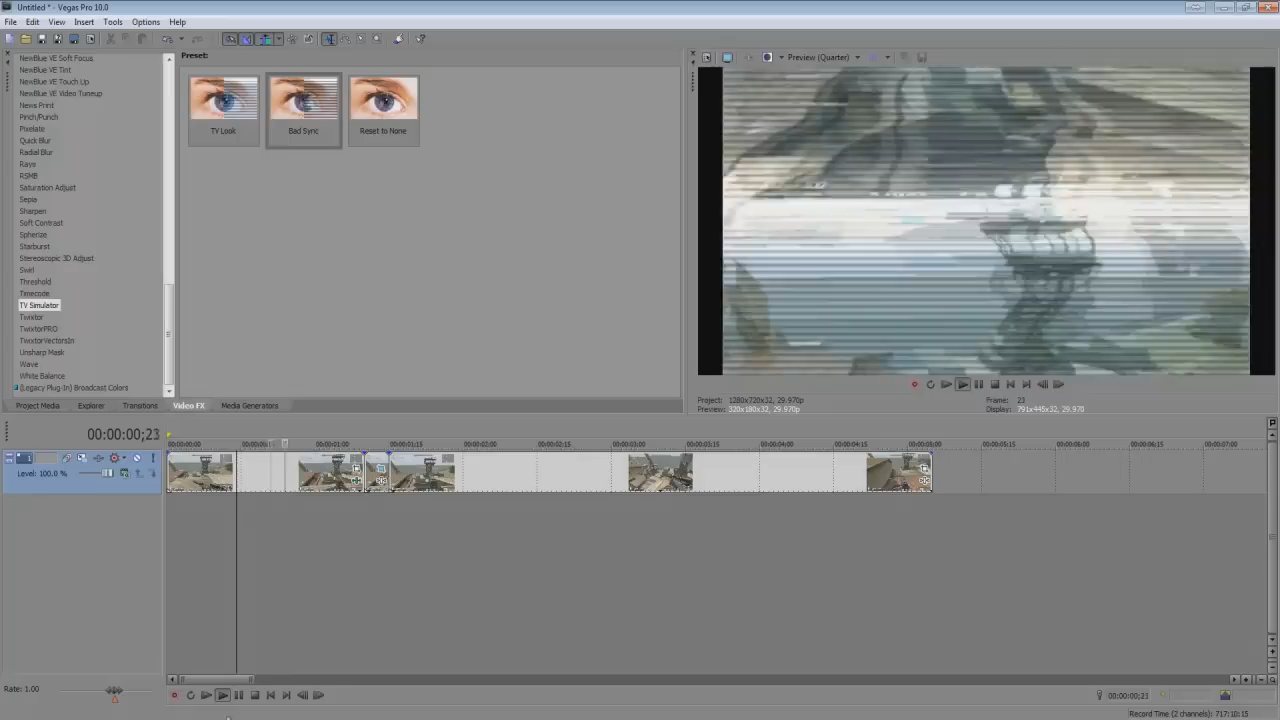 Untitled * - Vegas Pro 10.0
File Edit View Insert Tools Options Help
NewBlue VE Soft Focus
NewBlue VE Tint
NewBlue VE Touch Up
NewBlue VE Video Tuneup
News Print
Pinch/Punch
Pixelate
Quick Blur
Radial Blur
Rays
RSMB
Saturation Adjust
Sepia
Sharpen
Soft Contrast
Spherize
Starburst
Stereoscopic 3D Adjust
Swirl
Threshold
Timecode
TV Simulator
Twixtor
TwixtorPRO
TwixtorVectorsIn
Unsharp Mask
Wave
White Balance
(Legacy Plug-In) Broadcast Colors
Preset:
TV Look Bad Sync Reset to None
Preview (Quarter)
Project: 1280x720x32, 29.970p
Preview: 320x180x32, 29.970p
Frame: 23
Display: 791x445x32, 29.970
Project Media Explorer Transitions Video FX Media Generators
00:00:00;23
00:00:00;00 00:00:01;00 00:00:01;15 00:00:02;00 00:00:02;15 00:00:03;00 00:00:03;15 00:00:04;00 00:00:04;15 00:00:05;00 00:00:05;15 00:00:06;00 00:00:06;15 00:00:07;00
1
Level: 100.0 %
Rate: 1.00
00:00:00;23
Record Time (2 channels): 717:10:15